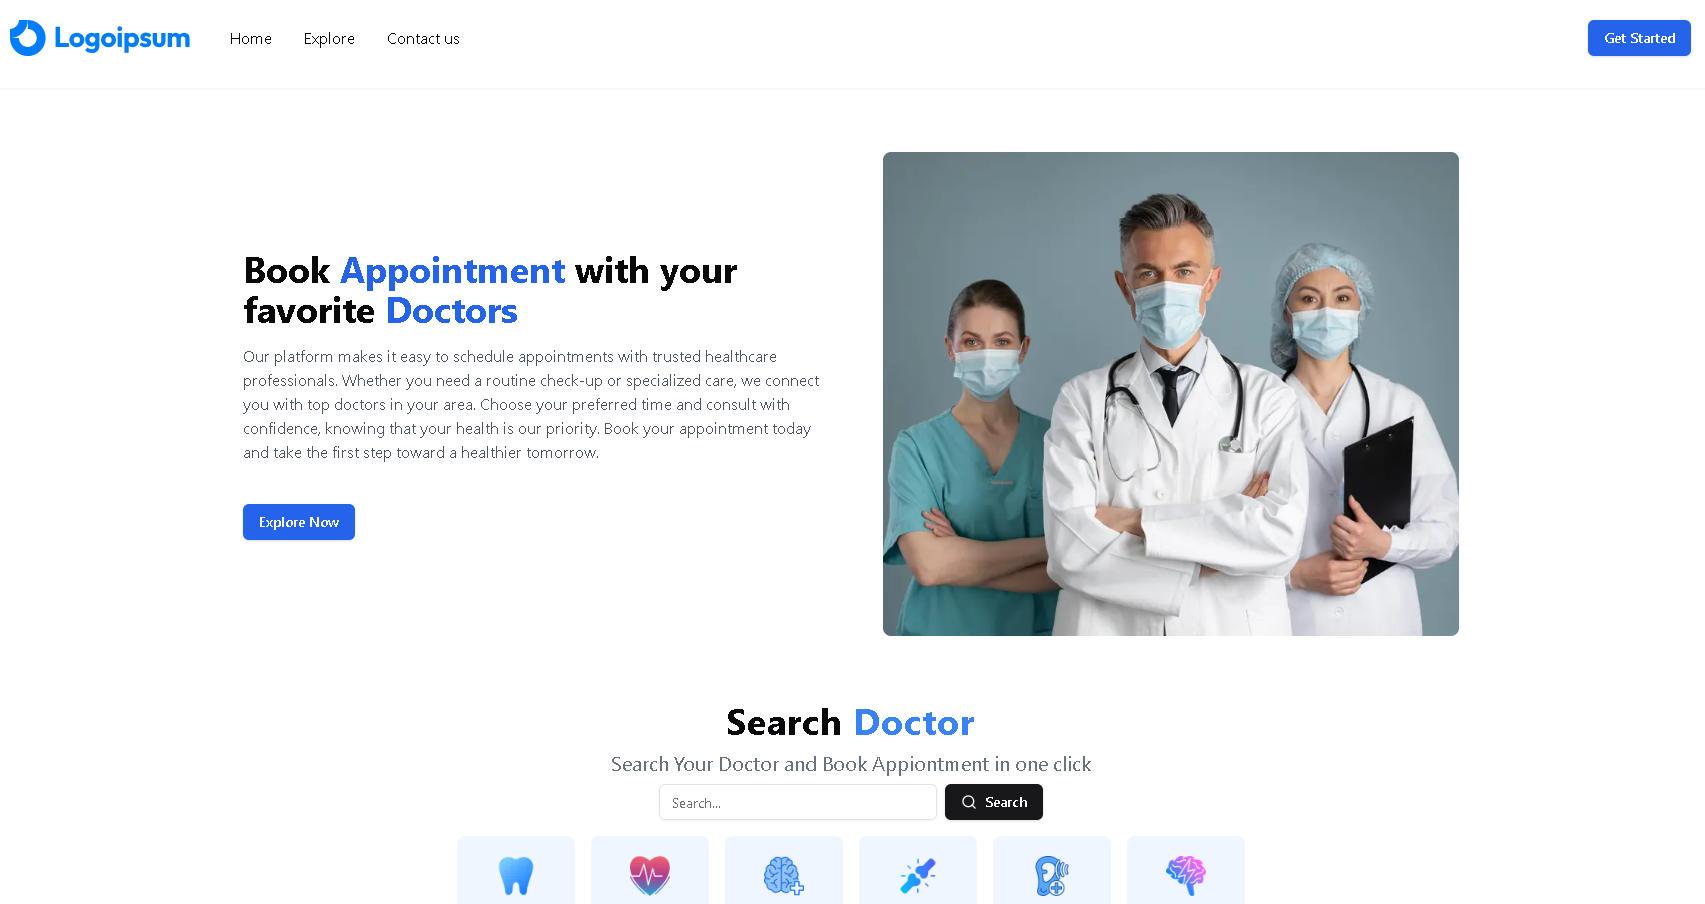 Logoipsum
Home
Explore
Contact us
Get Started
Book Appointment with your
favorite Doctors
Our platform makes it easy to schedule appointments with trusted healthcare
professionals. Whether you need a routine check-up or specialized care, we connect
you with top doctors in your area. Choose your preferred time and consult with
confidence, knowing that your health is our priority. Book your appointment today
and take the first step toward a healthier tomorrow.
Explore Now
Search Doctor
Search Your Doctor and Book Appiontment in one click
Search...
Search